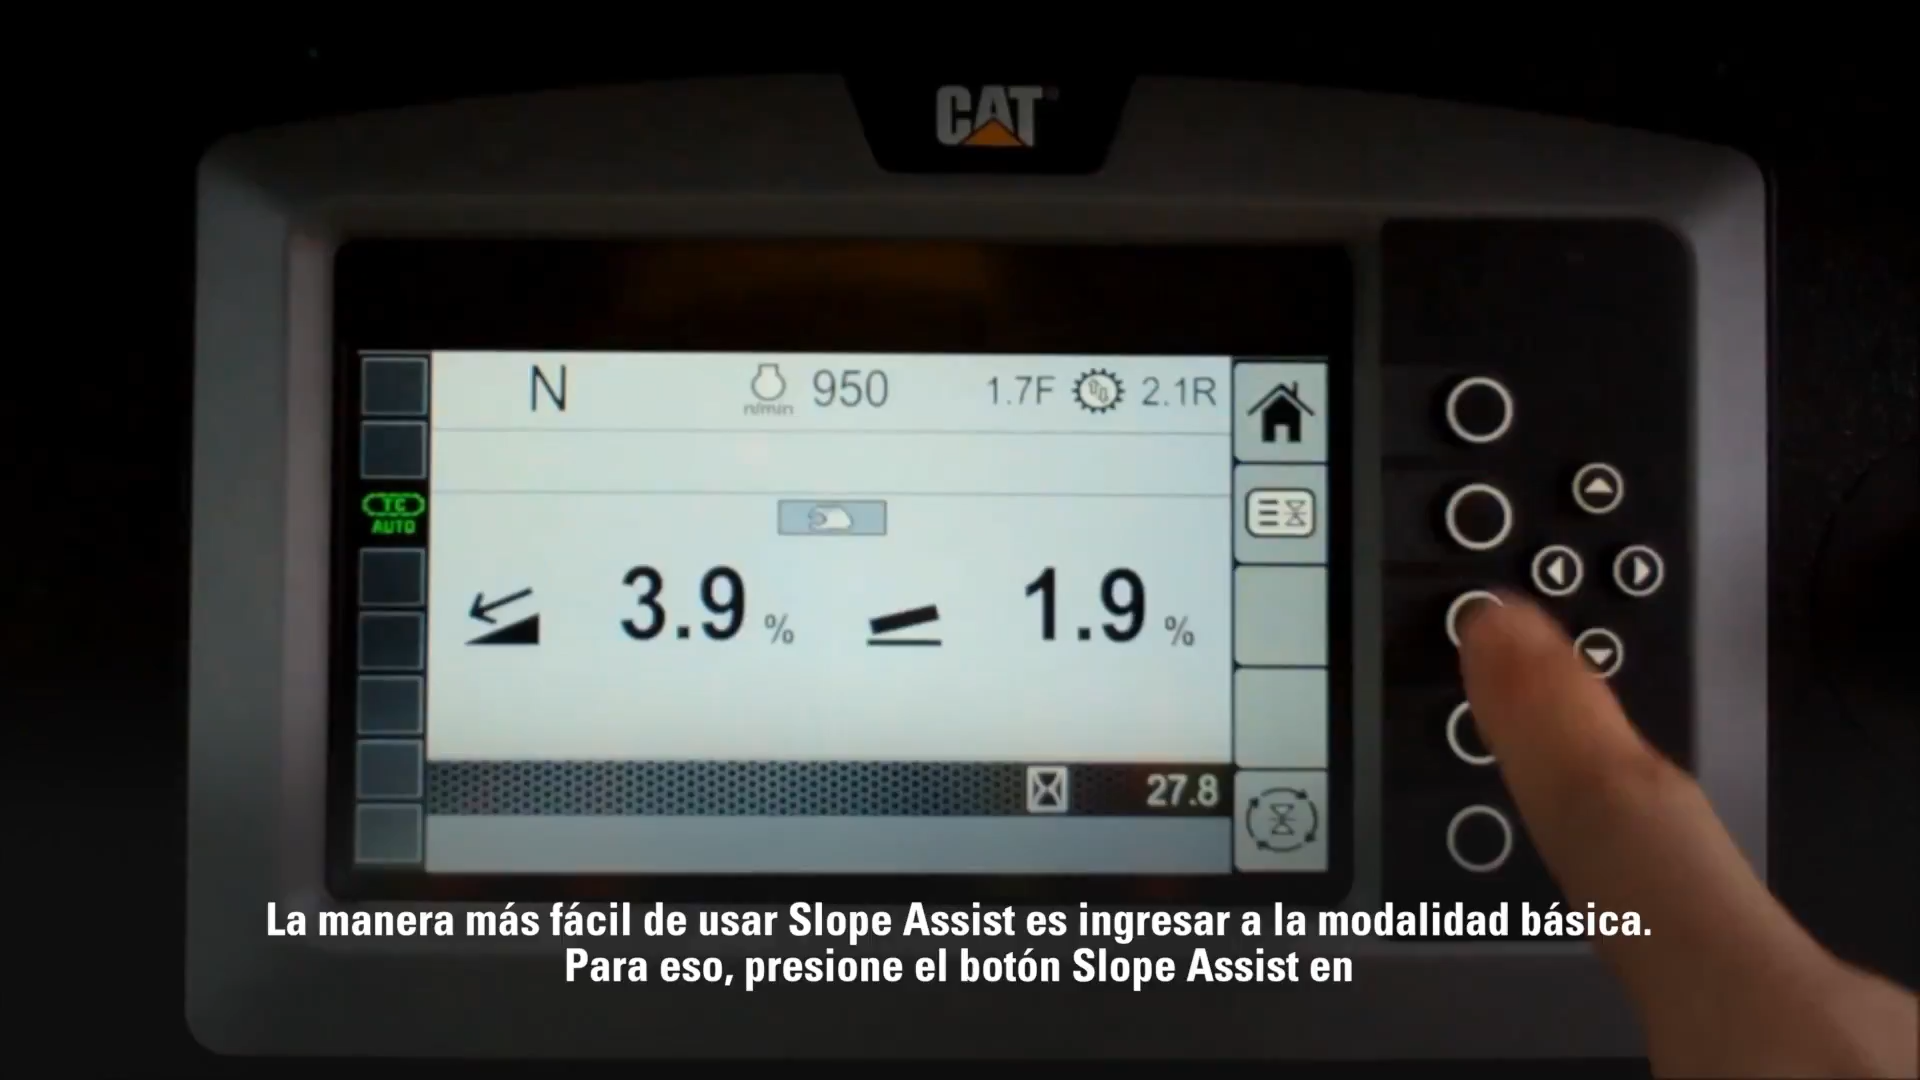 CAT
N
n/min 950
1.7F 2.1R
TC
AUTO
3.9 %
1.9 %
27.8
La manera más fácil de usar Slope Assist es ingresar a la modalidad básica.
Para eso, presione el botón Slope Assist en